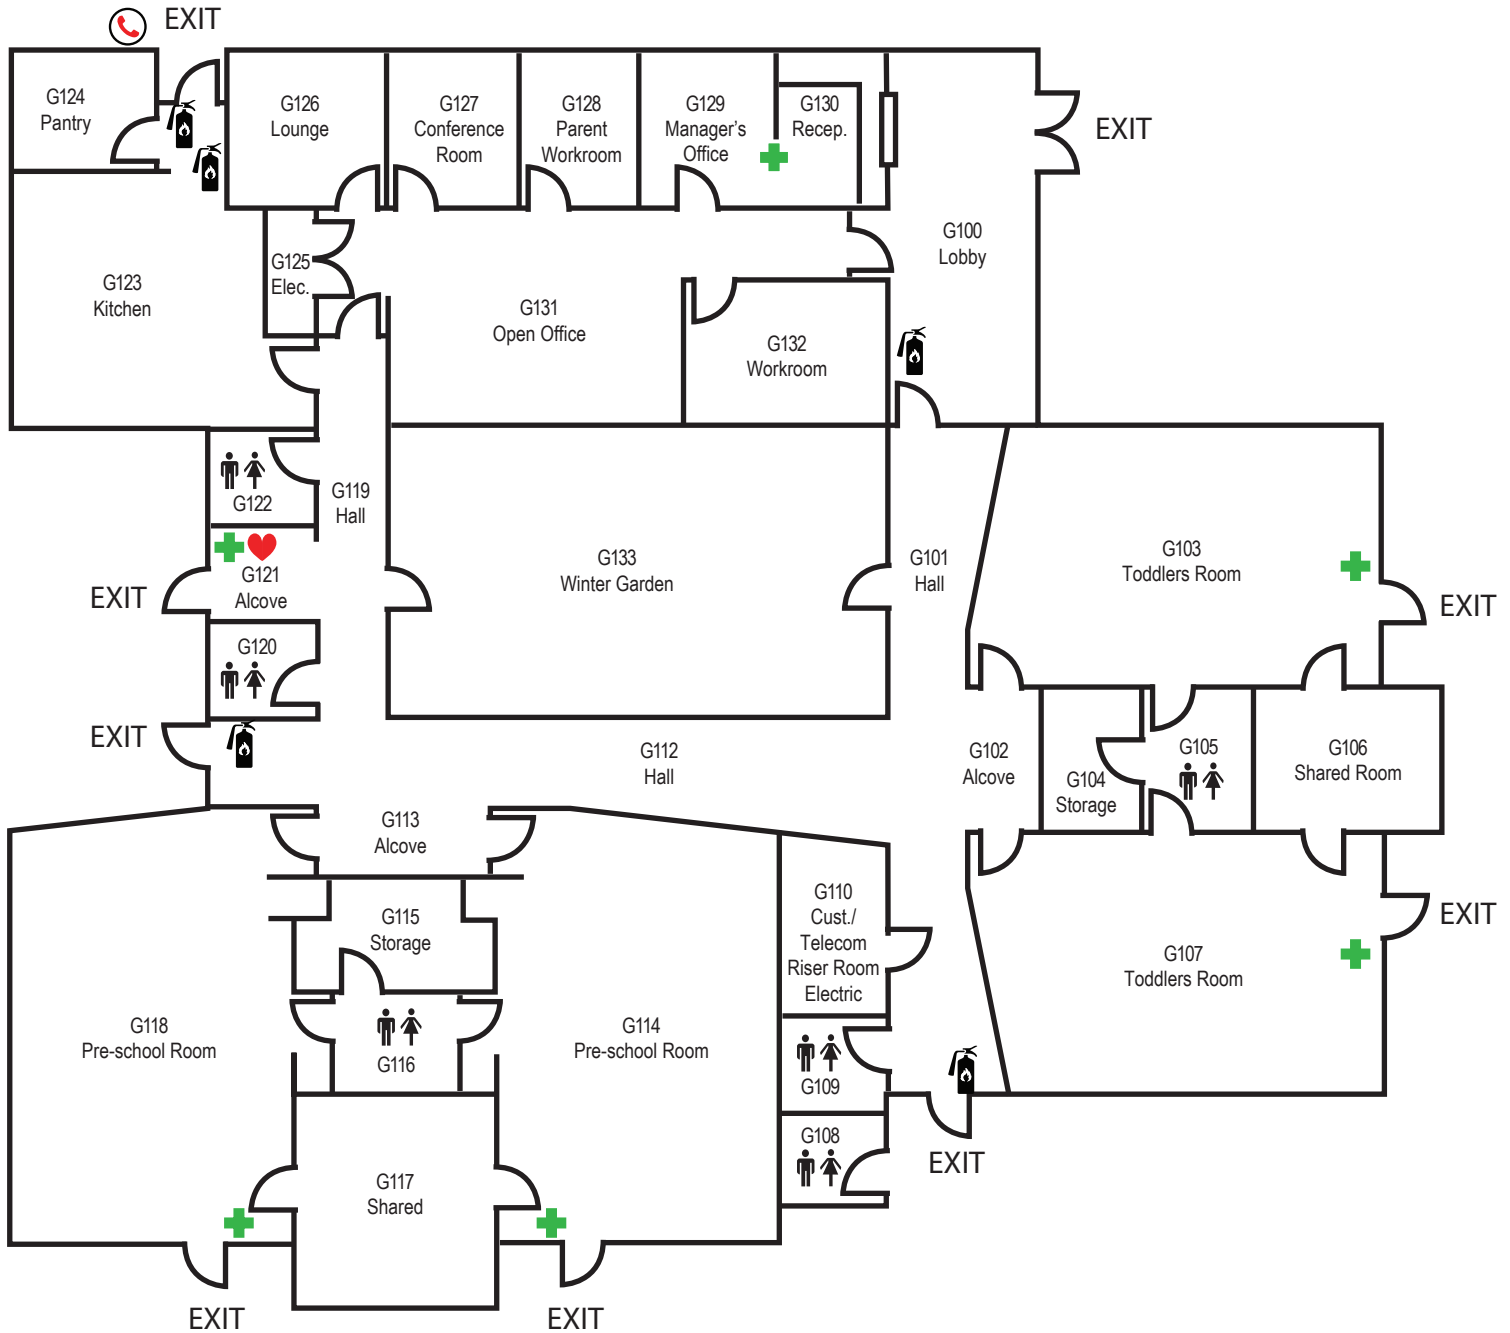 EXIT
G124
Pantry
G126
Lounge
G127
Conference
Room
G128
Parent
Workroom
G129
Manager's
Office
G130
Recep.
EXIT
G100
Lobby
G125
Elec.
G123
Kitchen
G131
Open Office
G132
Workroom
G122
G119
Hall
G121
Alcove
EXIT
G133
Winter Garden
G101
Hall
G103
Toddlers Room
EXIT
G120
EXIT
G112
Hall
G102
Alcove
G104
Storage
G105
G106
Shared Room
G113
Alcove
G115
Storage
G110
Cust./
Telecom
Riser Room
Electric
EXIT
G107
Toddlers Room
G118
Pre-school Room
G116
G114
Pre-school Room
G109
G108
EXIT
G117
Shared
EXIT
EXIT